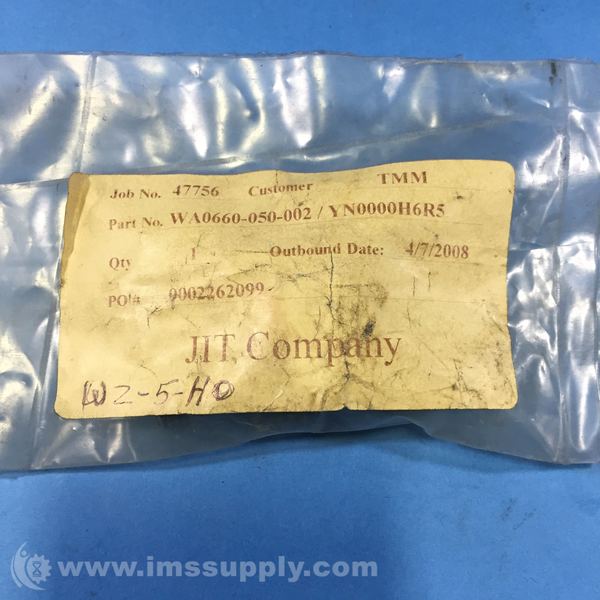 Job No. 47756 Customer TMM
Part No. WA0660-050-002 / YN0000H6R5
Qty 1 Outbound Date: 4/7/2008
PO# 0002262099
JIT Company
W2-5-HO
www.imssupply.com